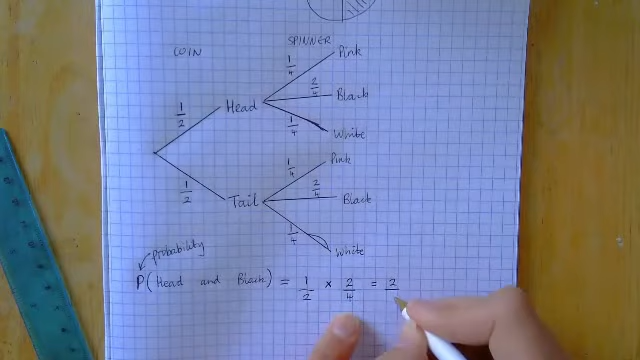 COIN SPINNER
1/4 Pink
1/2 Head 2/4 Black
1/4 White
1/4 Pink
1/2 Tail 2/4 Black
1/4 White
probability
P(Head and Black) = 1/2 × 2/4 = 2/